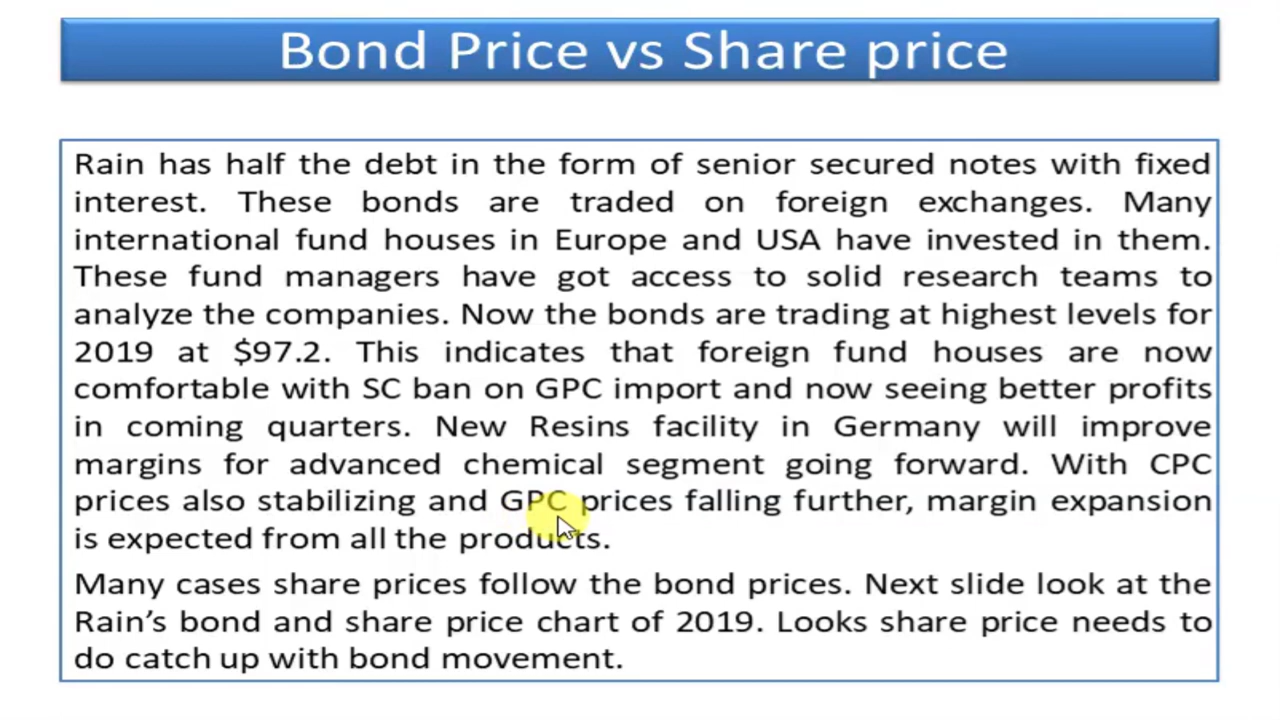 Bond Price vs Share price
Rain has half the debt in the form of senior secured notes with fixed
interest. These bonds are traded on foreign exchanges. Many
international fund houses in Europe and USA have invested in them.
These fund managers have got access to solid research teams to
analyze the companies. Now the bonds are trading at highest levels for
2019 at $97.2. This indicates that foreign fund houses are now
comfortable with SC ban on GPC import and now seeing better profits
in coming quarters. New Resins facility in Germany will improve
margins for advanced chemical segment going forward. With CPC
prices also stabilizing and GPC prices falling further, margin expansion
is expected from all the products.
Many cases share prices follow the bond prices. Next slide look at the
Rain's bond and share price chart of 2019. Looks share price needs to
do catch up with bond movement.